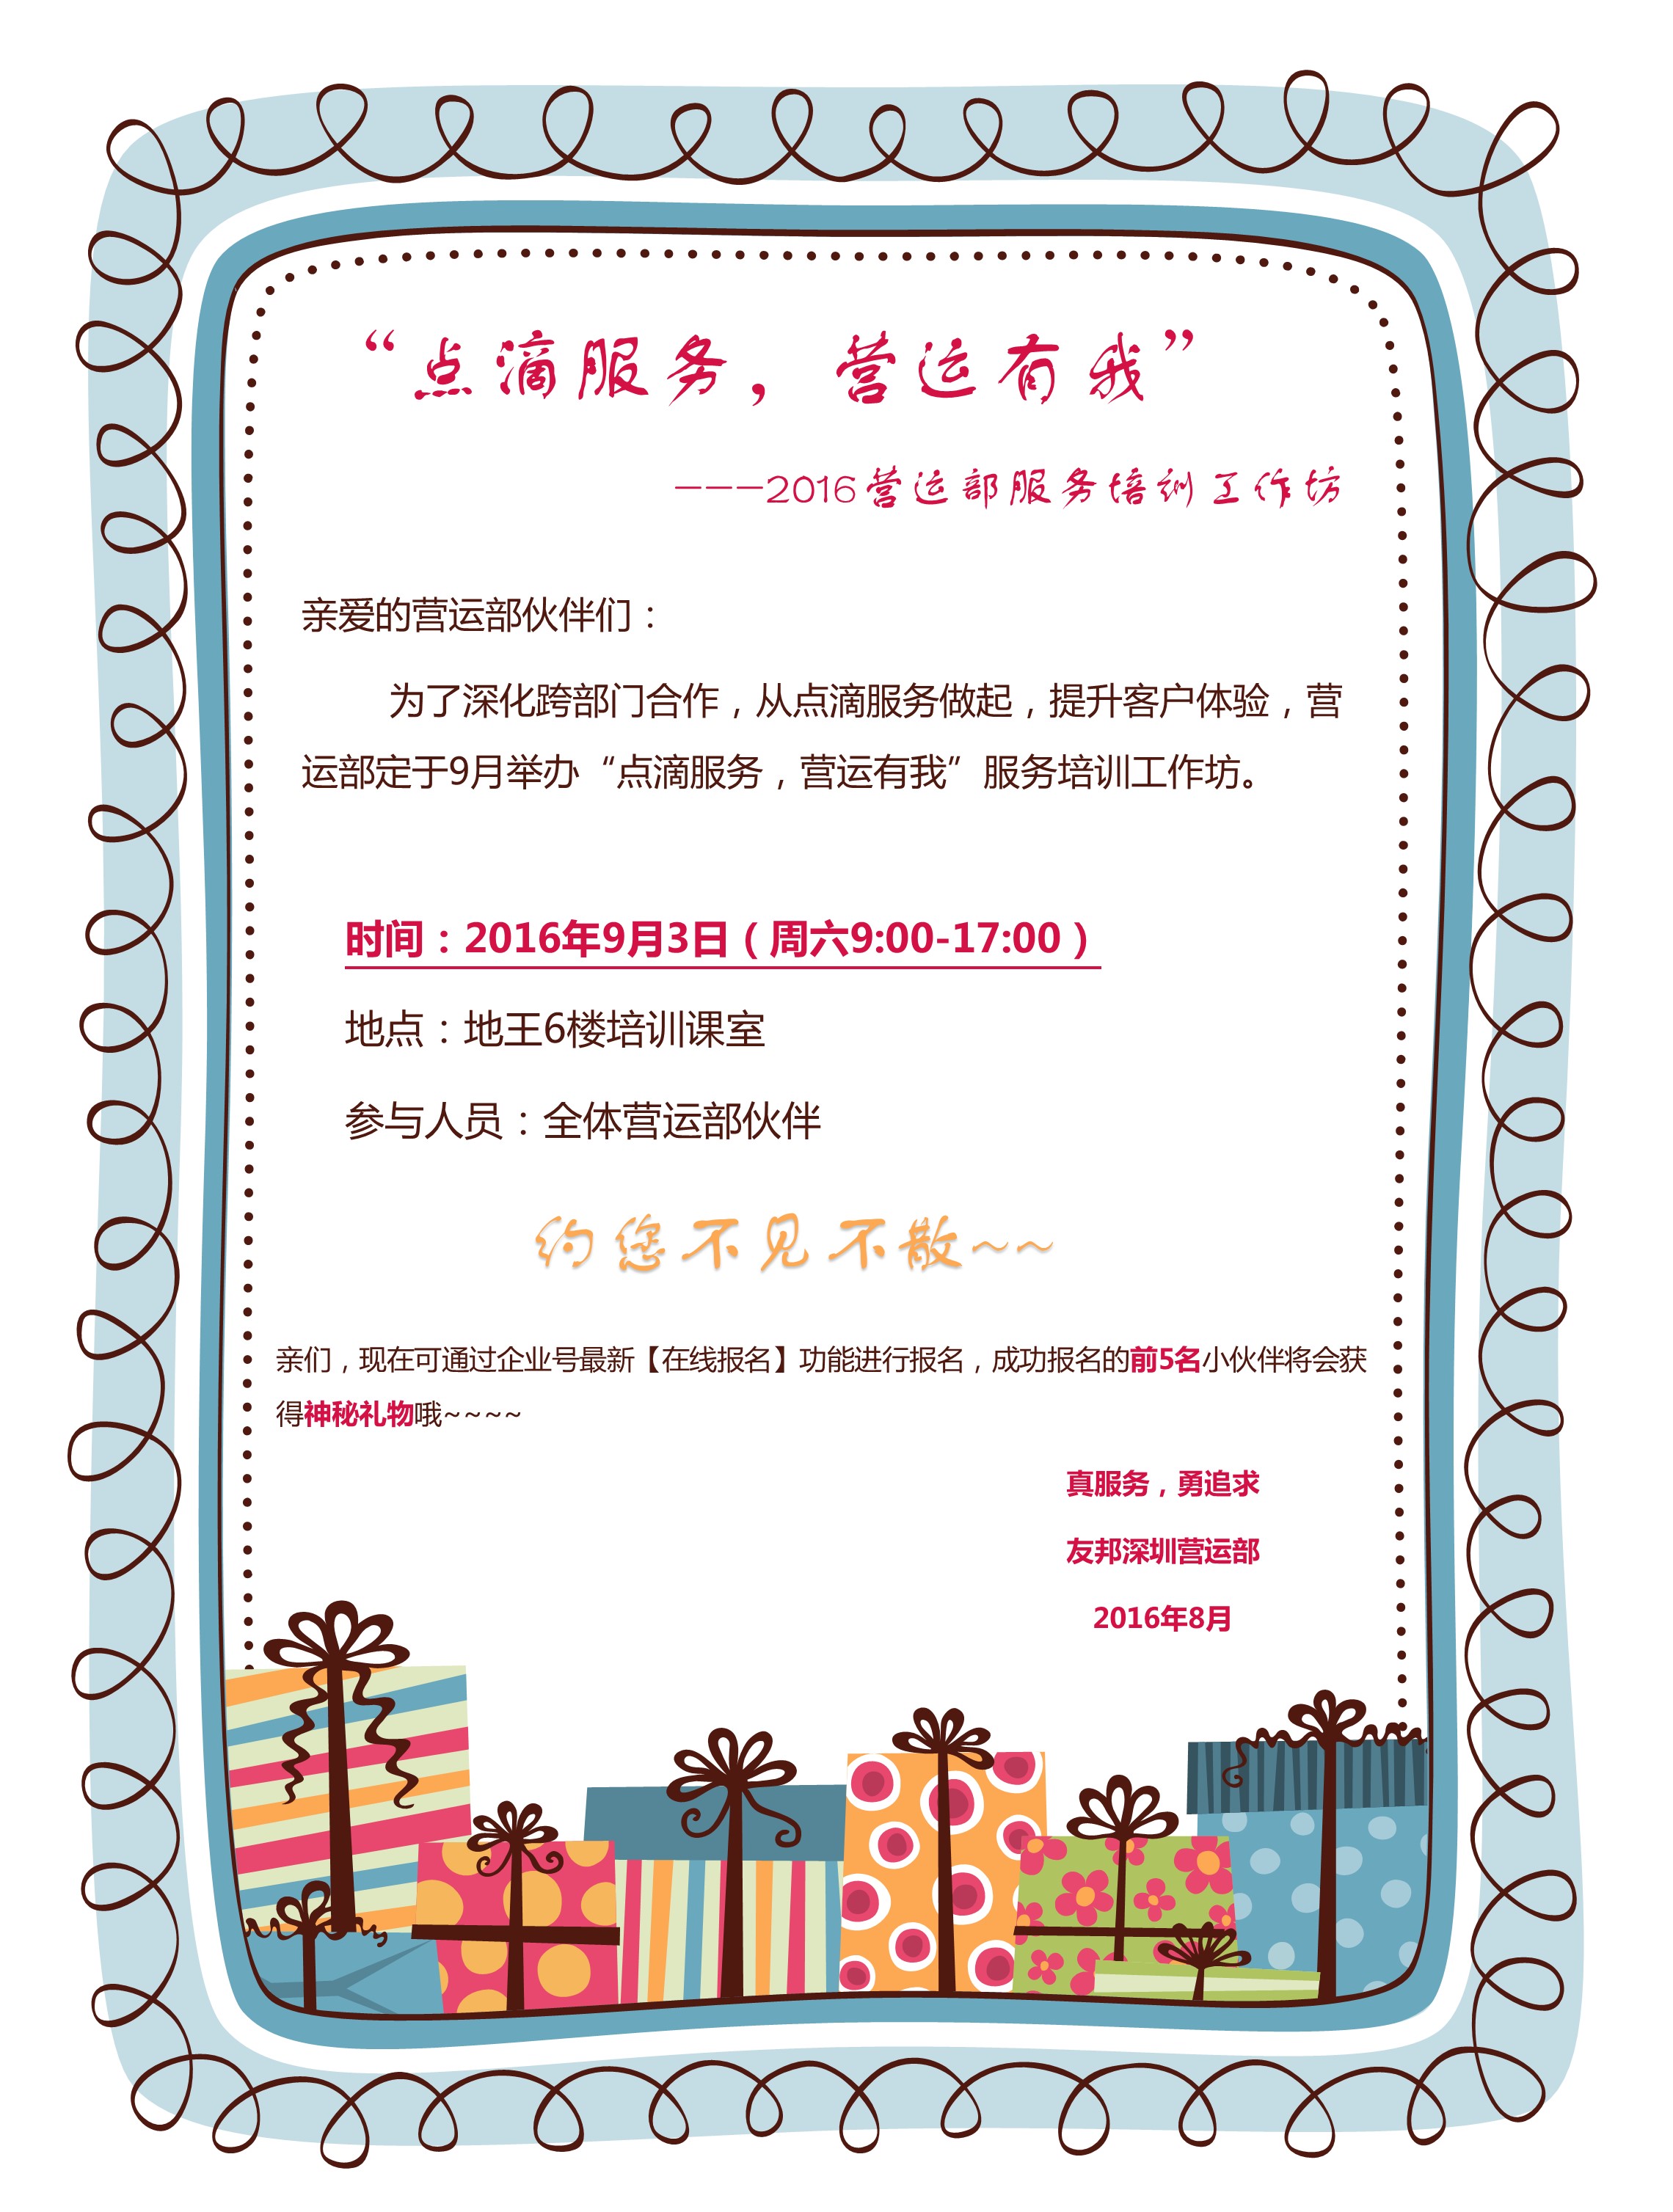 “点滴服务，营运有我”
———2016营运部服务培训工作坊
亲爱的营运部伙伴们：
为了深化跨部门合作，从点滴服务做起，提升客户体验，营
运部定于9月举办“点滴服务，营运有我”服务培训工作坊。
时间：2016年9月3日（周六9:00-17:00）
地点：地王6楼培训课室
参与人员：全体营运部伙伴
约您不见不散~~
亲们，现在可通过企业号最新【在线报名】功能进行报名，成功报名的前5名小伙伴将会获
得神秘礼物哦~~~~
真服务，勇追求
友邦深圳营运部
2016年8月